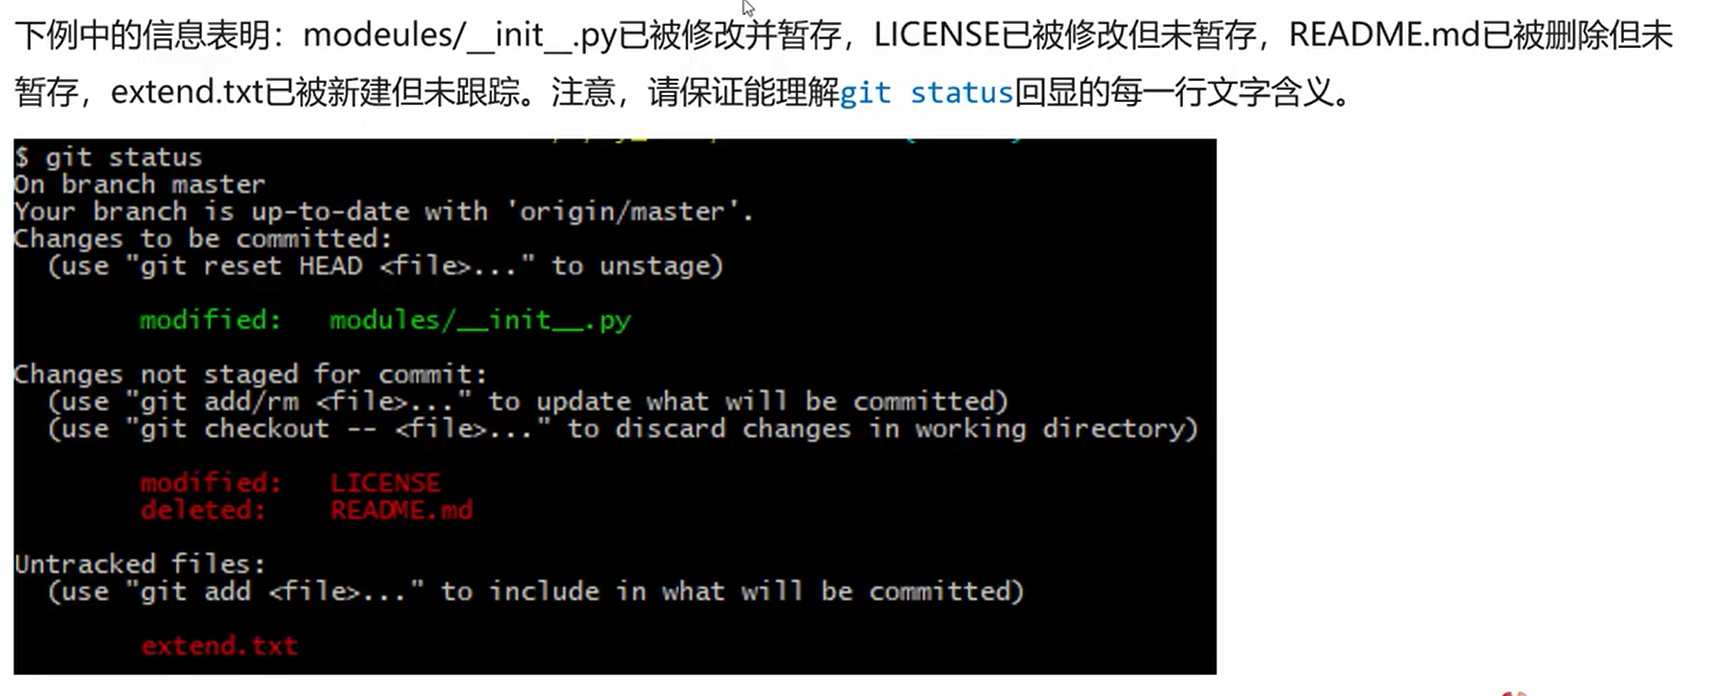 下例中的信息表明：modeules/__init__.py已被修改并暂存，LICENSE已被修改但未暂存，README.md已被删除但未
暂存，extend.txt已被新建但未跟踪。注意，请保证能理解git status回显的每一行文字含义。
$ git status
On branch master
Your branch is up-to-date with 'origin/master'.
Changes to be committed:
(use "git reset HEAD <file>..." to unstage)
modified: modules/__init__.py
Changes not staged for commit:
(use "git add/rm <file>..." to update what will be committed)
(use "git checkout -- <file>..." to discard changes in working directory)
modified: LICENSE
deleted: README.md
Untracked files:
(use "git add <file>..." to include in what will be committed)
extend.txt